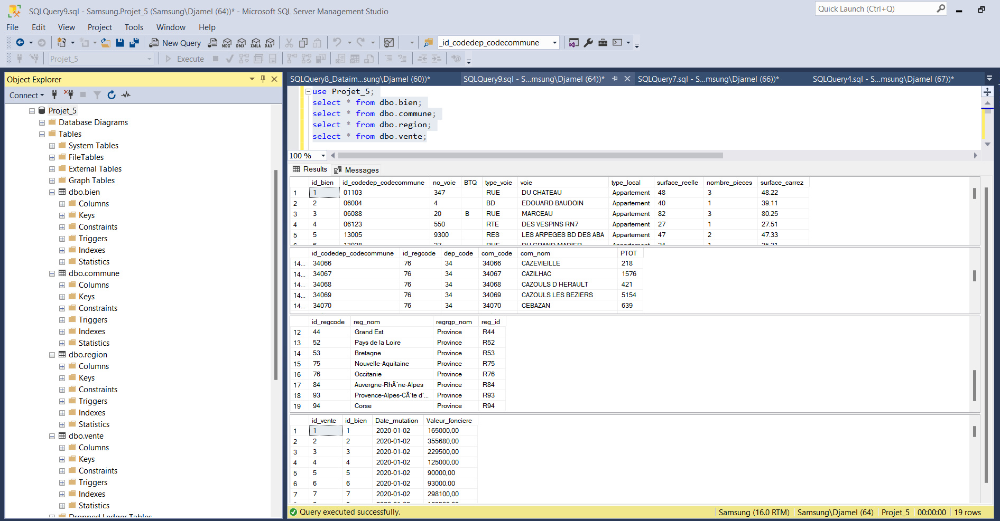 SQLQuery9.sql - Samsung.Projet_5 (Samsung\Djamel (64))* - Microsoft SQL Server Management Studio
Quick Launch (Ctrl+Q)
File Edit View Project Tools Window Help
New Query MDX DMX XMLA DAX _id_codedep_codecommune
Projet_5 Execute
Object Explorer
Connect
Projet_5
Database Diagrams
Tables
System Tables
FileTables
External Tables
Graph Tables
dbo.bien
Columns
Keys
Constraints
Triggers
Indexes
Statistics
dbo.commune
Columns
Keys
Constraints
Triggers
Indexes
Statistics
dbo.region
Columns
Keys
Constraints
Triggers
Indexes
Statistics
dbo.vente
Columns
Keys
Constraints
Triggers
Indexes
Statistics
Dropped Ledger Tables
SQLQuery8_Dataim...sung\Djamel (60))* SQLQuery9.sql - S...msung\Djamel (64))* SQLQuery7.sql - S...msung\Djamel (66))* SQLQuery4.sql - S...msung\Djamel (67))*
use Projet_5;
select * from dbo.bien;
select * from dbo.commune;
select * from dbo.region;
select * from dbo.vente;
100 %
Results Messages
id_bien id_codedep_codecommune no_voie BTQ type_voie voie type_local surface_reelle nombre_pieces surface_carrez
1 1 01103 347 RUE DU CHATEAU Appartement 48 3 48.22
2 2 06004 4 BD EDOUARD BAUDOIN Appartement 40 1 39.11
3 3 06088 20 B RUE MARCEAU Appartement 82 3 80.25
4 4 06123 550 RTE DES VESPINS RN7 Appartement 27 1 27.51
5 5 13005 9300 RES LES ARPEGES BD DES ABA Appartement 47 2 47.33
id_codedep_codecommune id_regcode dep_code com_code com_nom PTOT
14... 34066 76 34 34066 CAZEVIEILLE 218
14... 34067 76 34 34067 CAZILHAC 1576
14... 34068 76 34 34068 CAZOULS D HERAULT 421
14... 34069 76 34 34069 CAZOULS LES BEZIERS 5154
14... 34070 76 34 34070 CEBAZAN 639
id_regcode reg_nom regrgp_nom reg_id
12 44 Grand Est Province R44
13 52 Pays de la Loire Province R52
14 53 Bretagne Province R53
15 75 Nouvelle-Aquitaine Province R75
16 76 Occitanie Province R76
17 84 Auvergne-RhÃ´ne-Alpes Province R84
18 93 Provence-Alpes-CÃ´te d'... Province R93
19 94 Corse Province R94
id_vente id_bien Date_mutation Valeur_fonciere
1 1 1 2020-01-02 165000,00
2 2 2 2020-01-02 355680,00
3 3 3 2020-01-02 229500,00
4 4 4 2020-01-02 125000,00
5 5 5 2020-01-02 90000,00
6 6 6 2020-01-02 93000,00
7 7 7 2020-01-02 298100,00
Query executed successfully. Samsung (16.0 RTM) Samsung\Djamel (64) Projet_5 00:00:00 19 rows